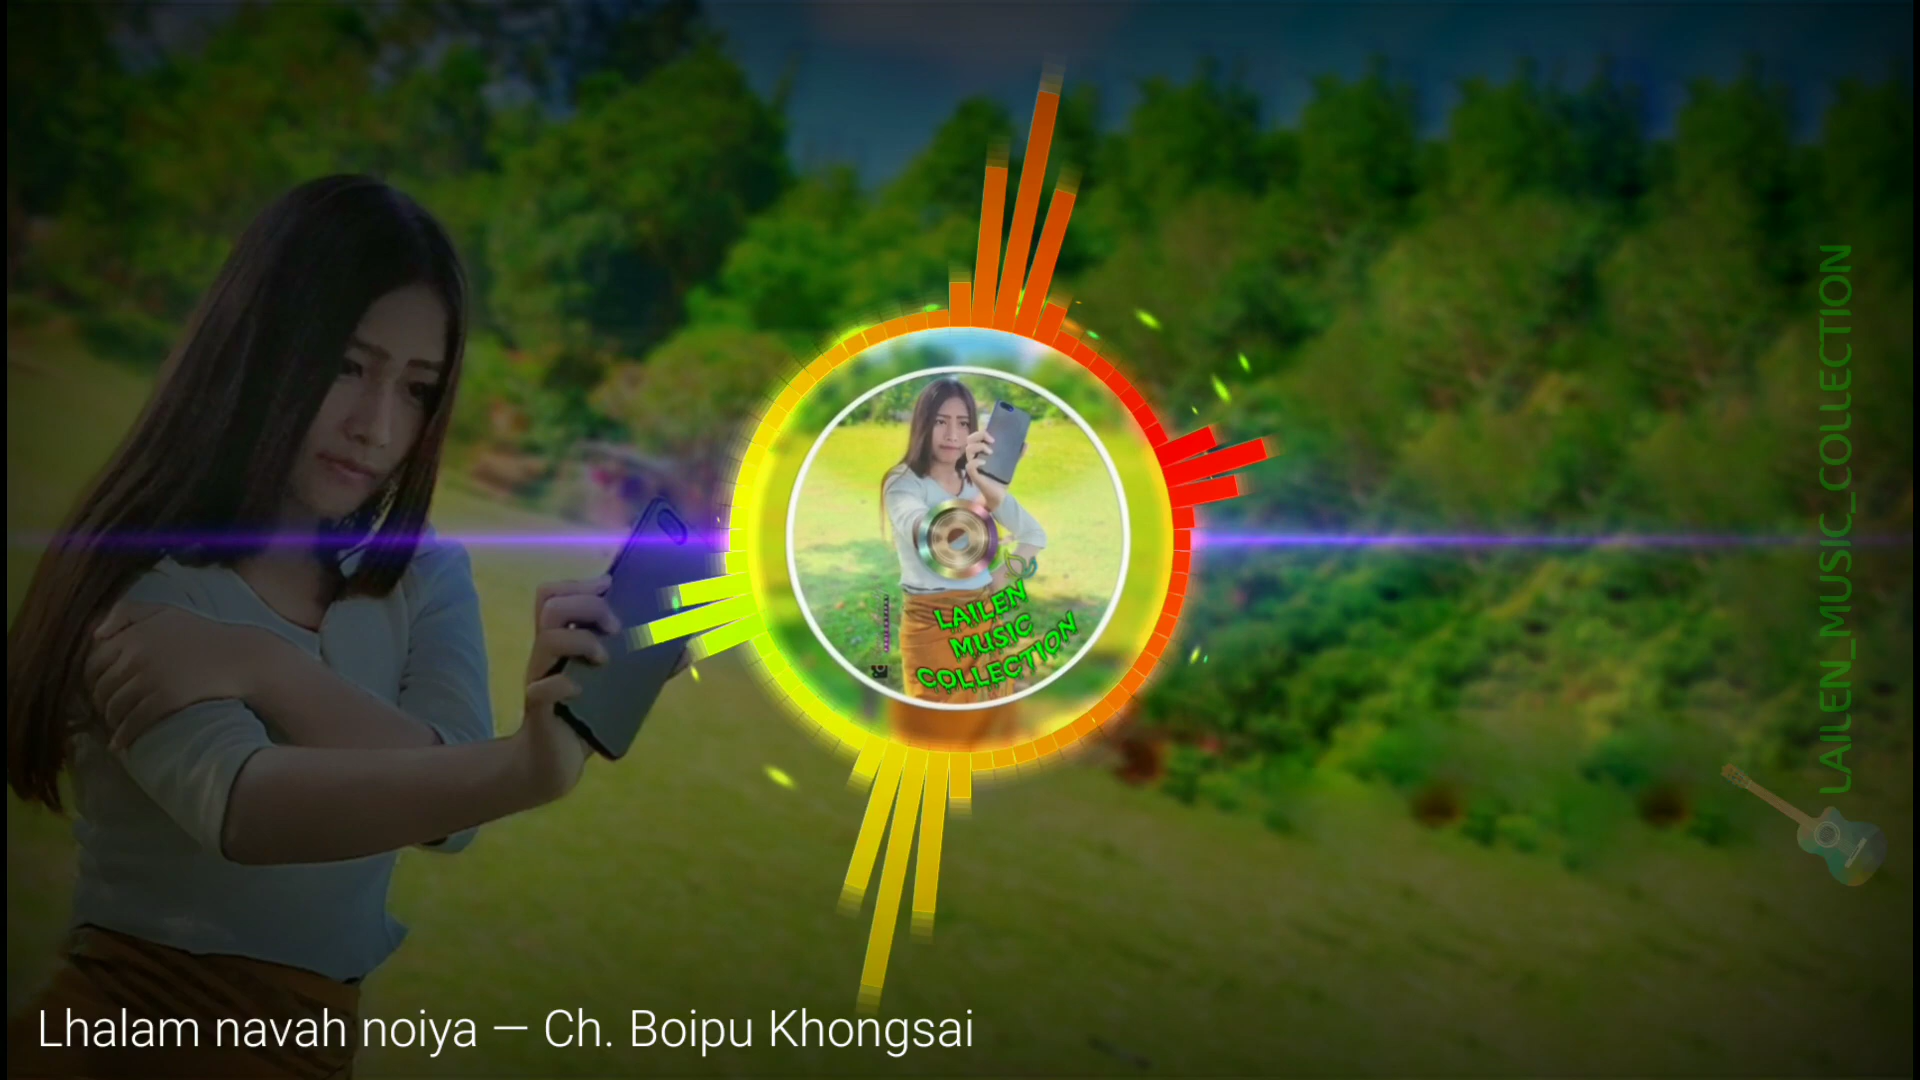 LAILEN_MUSIC_COLLECTION
LAILEN
MUSIC
COLLECTION
Lhalam navah noiya — Ch. Boipu Khongsai